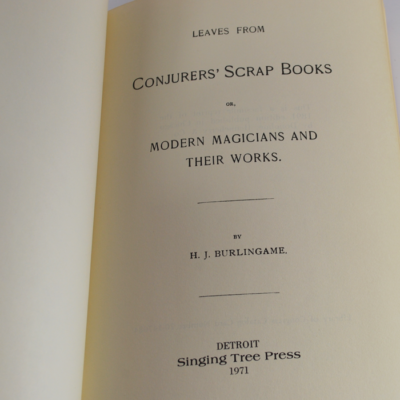 LEAVES FROM
CONJURERS' SCRAP BOOKS
OR,
MODERN MAGICIANS AND
THEIR WORKS.
BY
H. J. BURLINGAME.
DETROIT
Singing Tree Press
1971